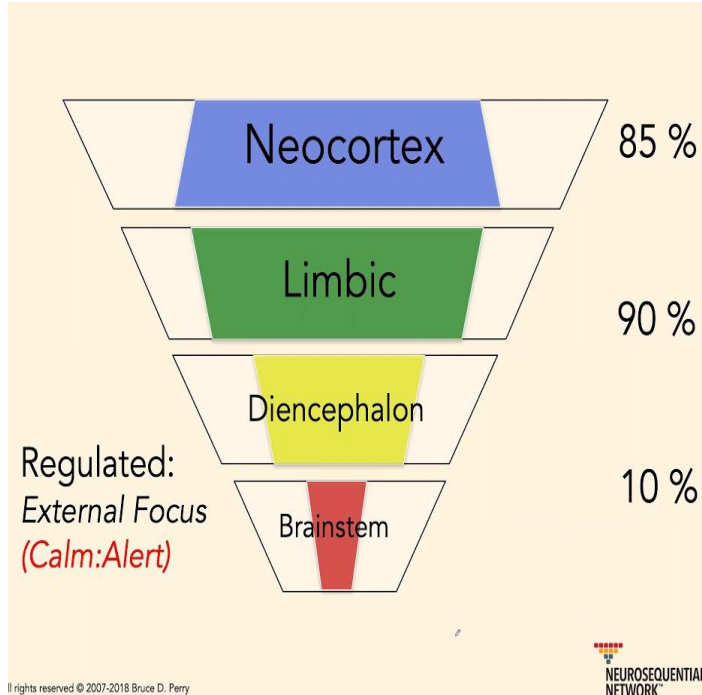 Neocortex
85 %
Limbic
90 %
Diencephalon
10 %
Regulated:
External Focus
(Calm:Alert)
Brainstem
ll rights reserved © 2007-2018 Bruce D. Perry
NEUROSEQUENTIAL
NETWORK™